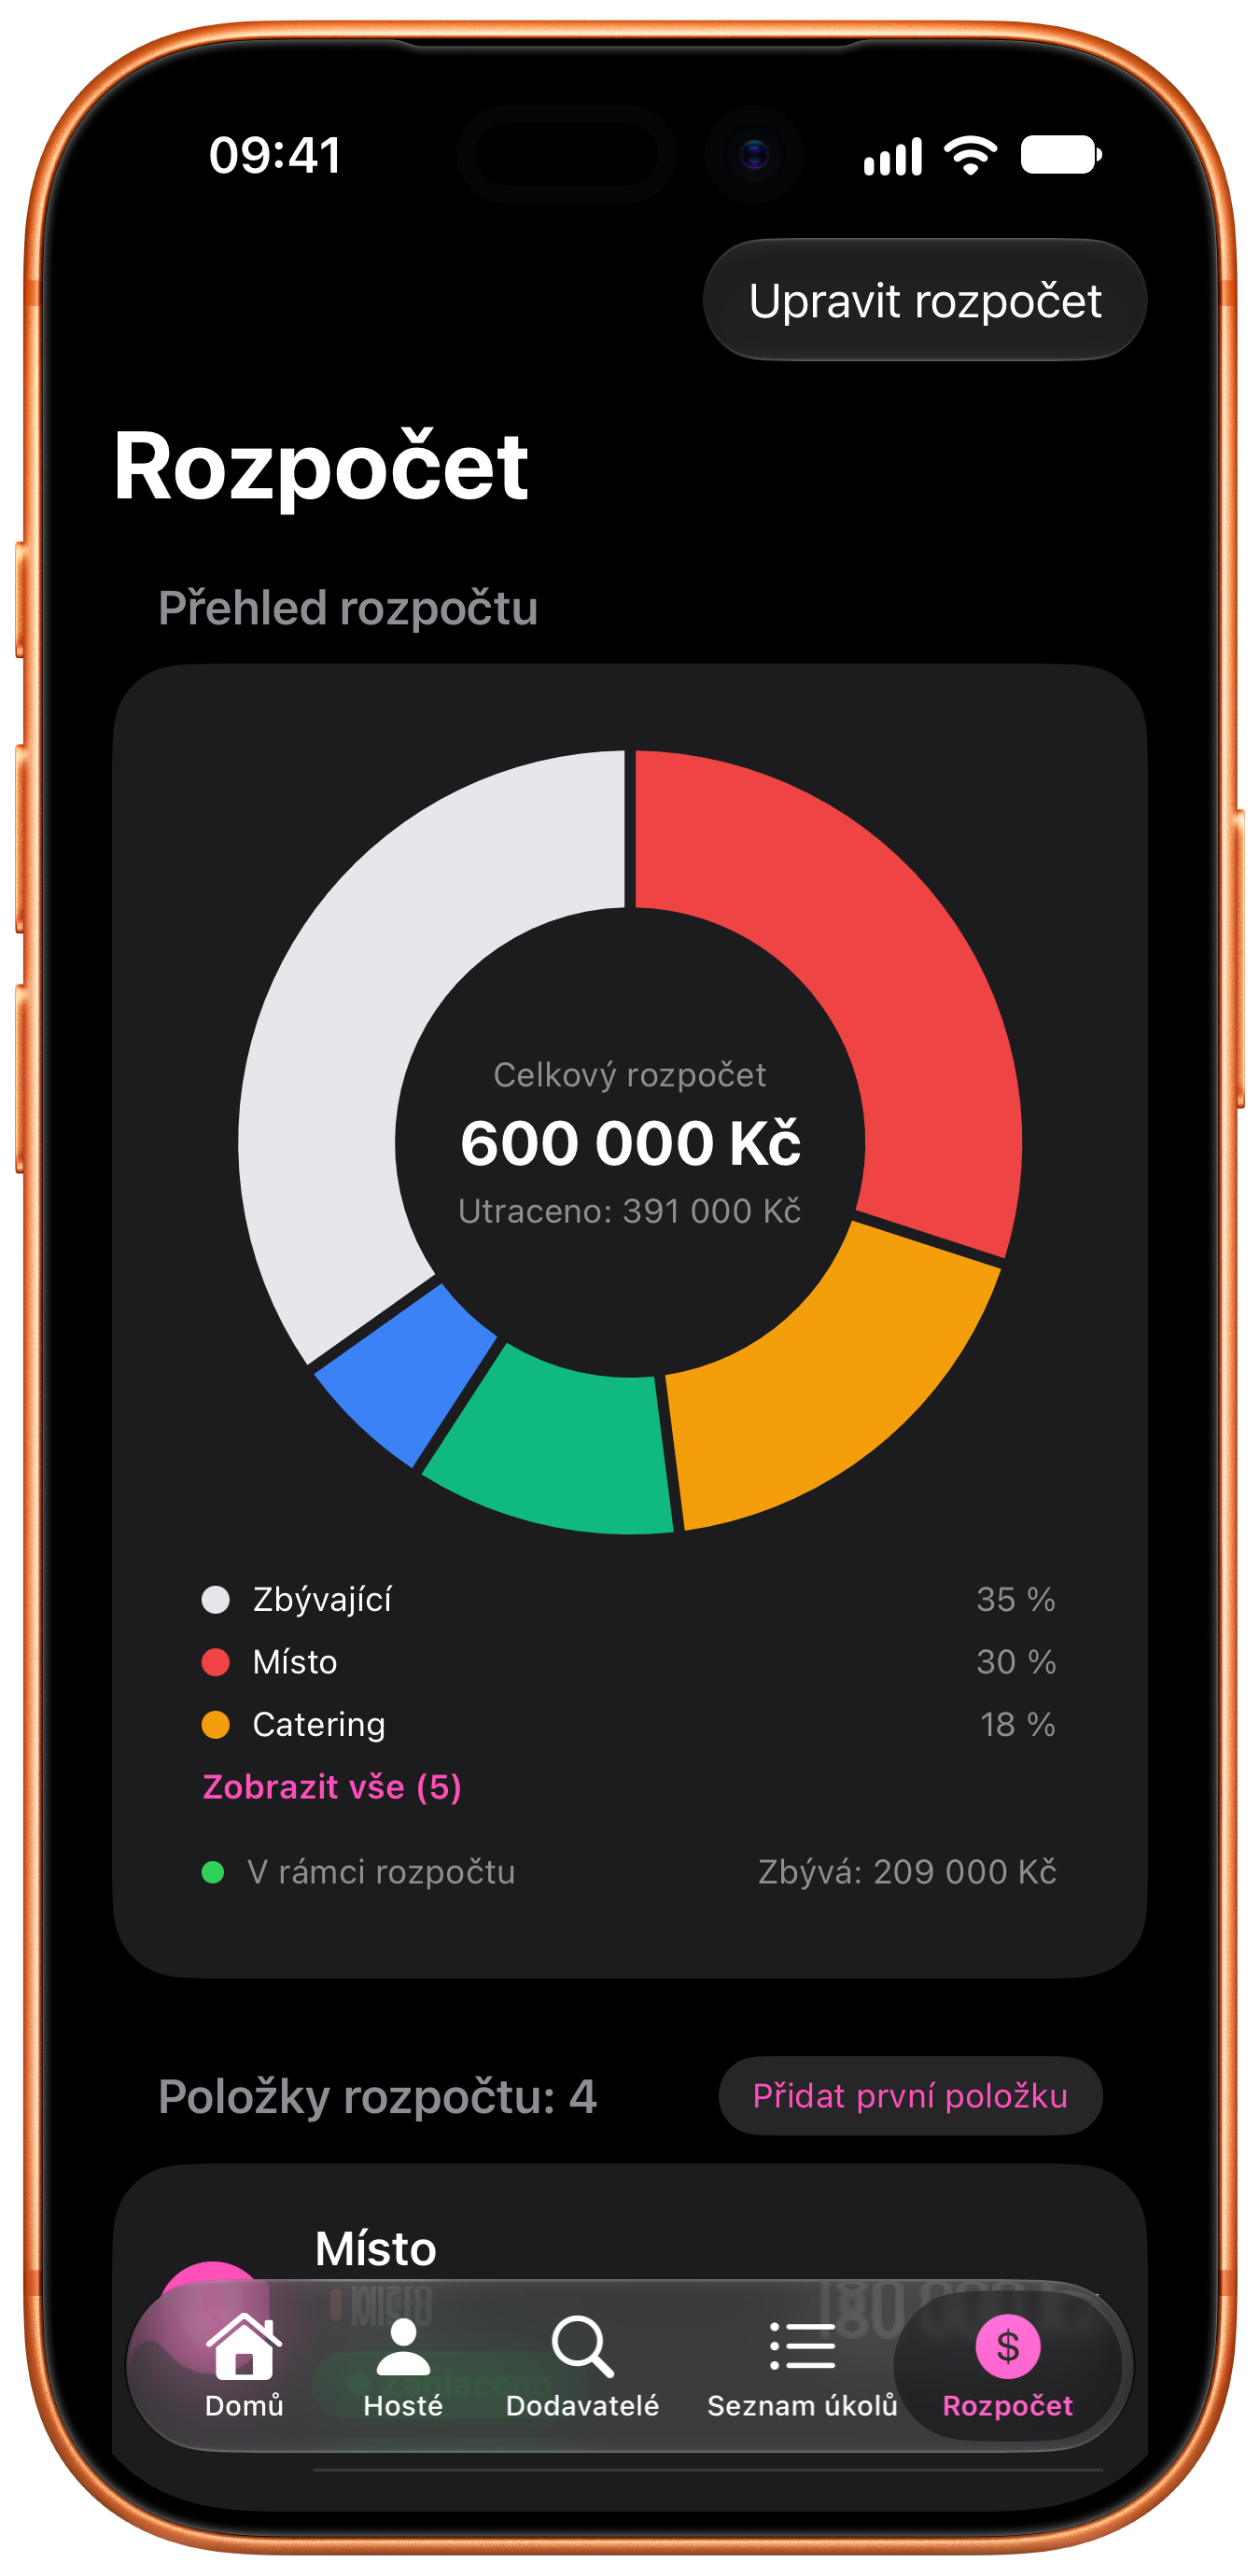 09:41
Upravit rozpočet
Rozpočet
Přehled rozpočtu
Celkový rozpočet
600 000 Kč
Utraceno: 391 000 Kč
Zbývající 35 %
Místo 30 %
Catering 18 %
Zobrazit vše (5)
V rámci rozpočtu Zbývá: 209 000 Kč
Položky rozpočtu: 4 Přidat první položku
Místo
Domů Hosté Dodavatelé Seznam úkolů Rozpočet